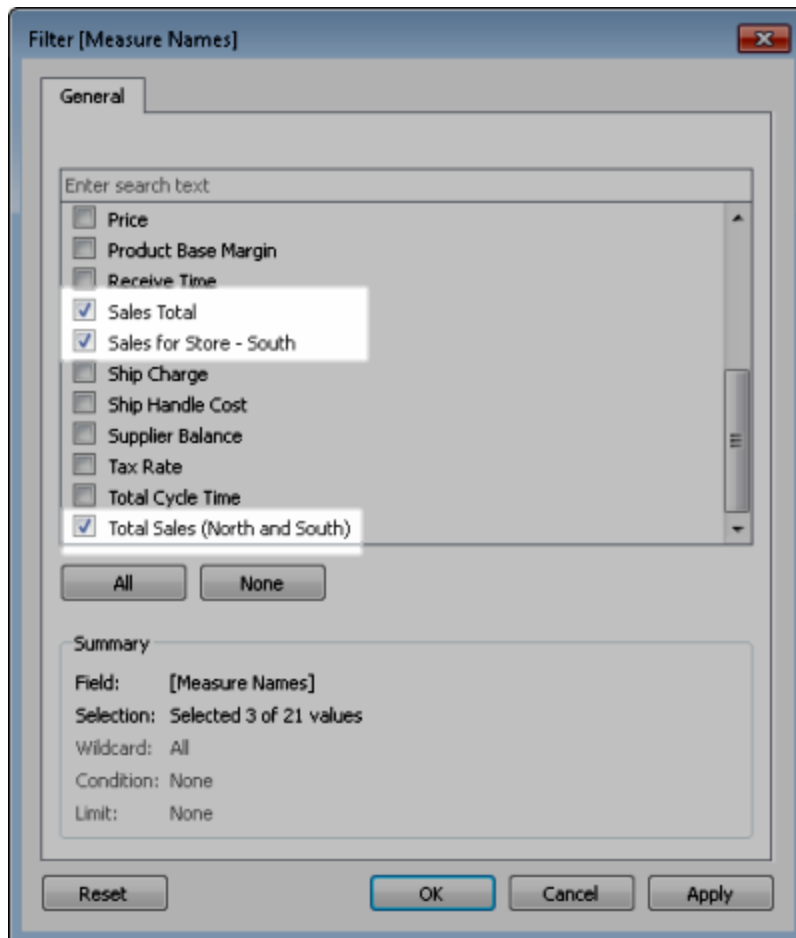 Filter [Measure Names]
General
Enter search text
Price
Product Base Margin
Receive Time
Sales Total
Sales for Store - South
Ship Charge
Ship Handle Cost
Supplier Balance
Tax Rate
Total Cycle Time
Total Sales (North and South)
All None
Summary
Field: [Measure Names]
Selection: Selected 3 of 21 values
Wildcard: All
Condition: None
Limit: None
Reset OK Cancel Apply